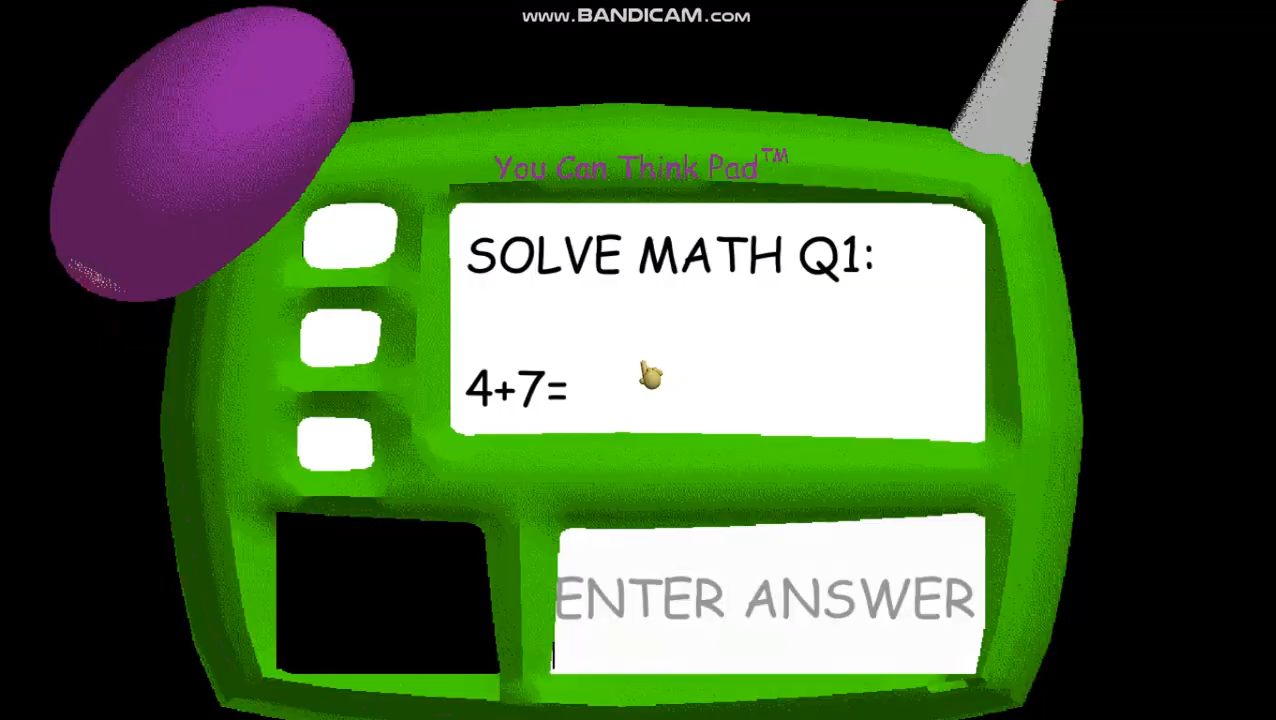 www.BANDICAM.com
You Can Think Pad™
SOLVE MATH Q1:
4+7=
ENTER ANSWER